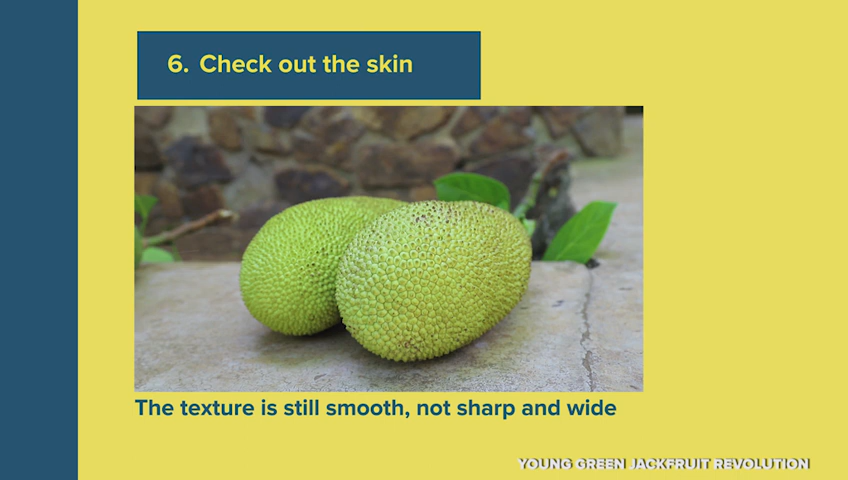 6. Check out the skin
The texture is still smooth, not sharp and wide
YOUNG GREEN JACKFRUIT REVOLUTION